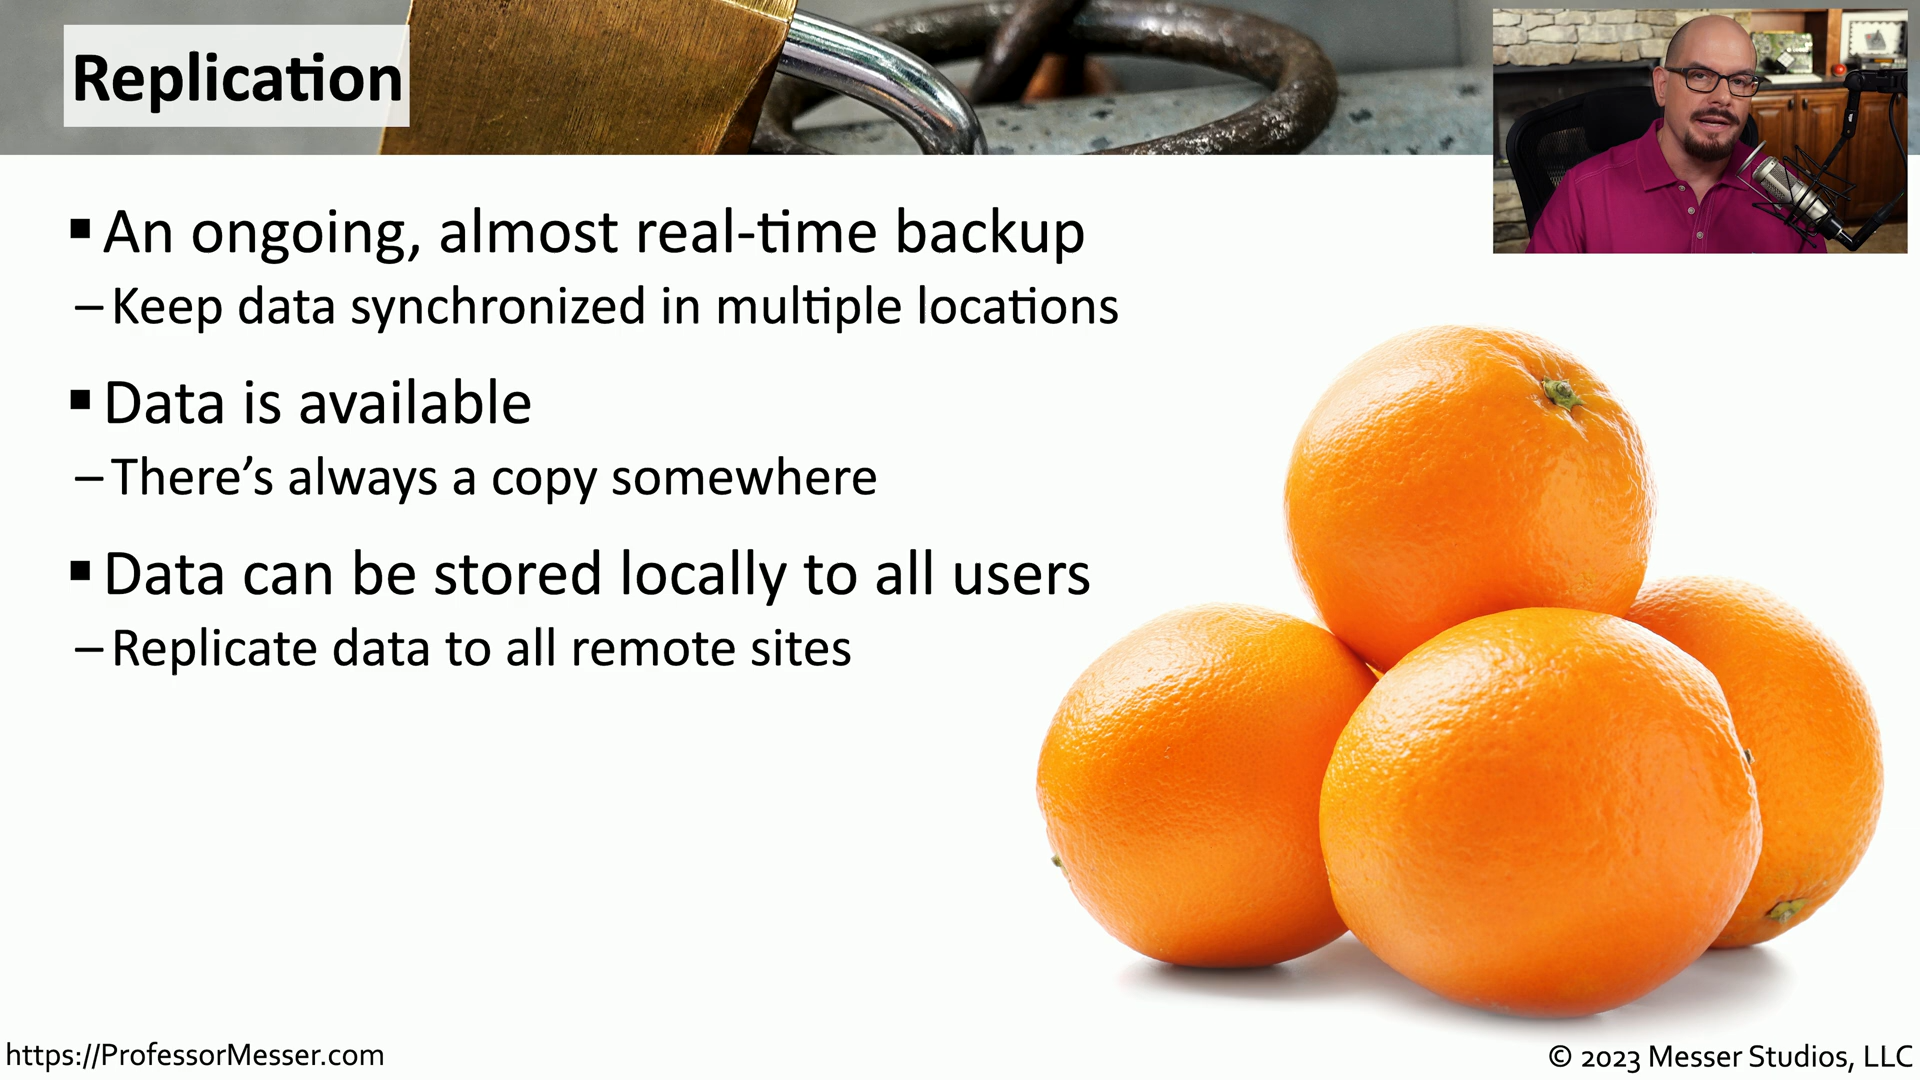 Replication
▪ An ongoing, almost real-time backup
– Keep data synchronized in multiple locations
▪ Data is available
– There’s always a copy somewhere
▪ Data can be stored locally to all users
– Replicate data to all remote sites
https://ProfessorMesser.com
© 2023 Messer Studios, LLC